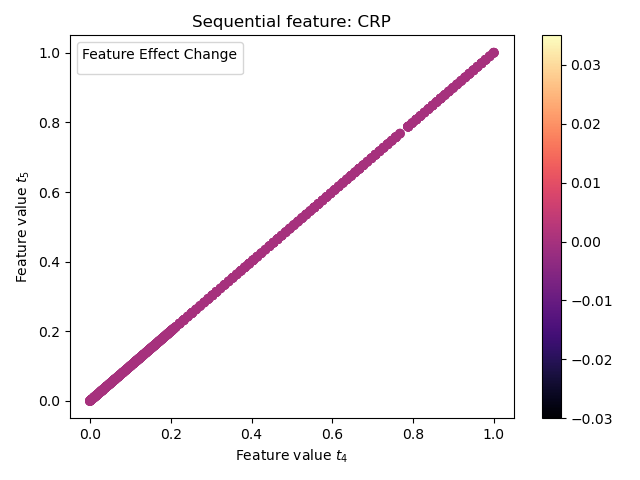 Sequential feature: CRP
Feature Effect Change
1.0
0.8
0.6
0.4
0.2
0.0
Feature value t₅
0.0 0.2 0.4 0.6 0.8 1.0
Feature value t₄
0.03
0.02
0.01
0.00
−0.01
−0.02
−0.03